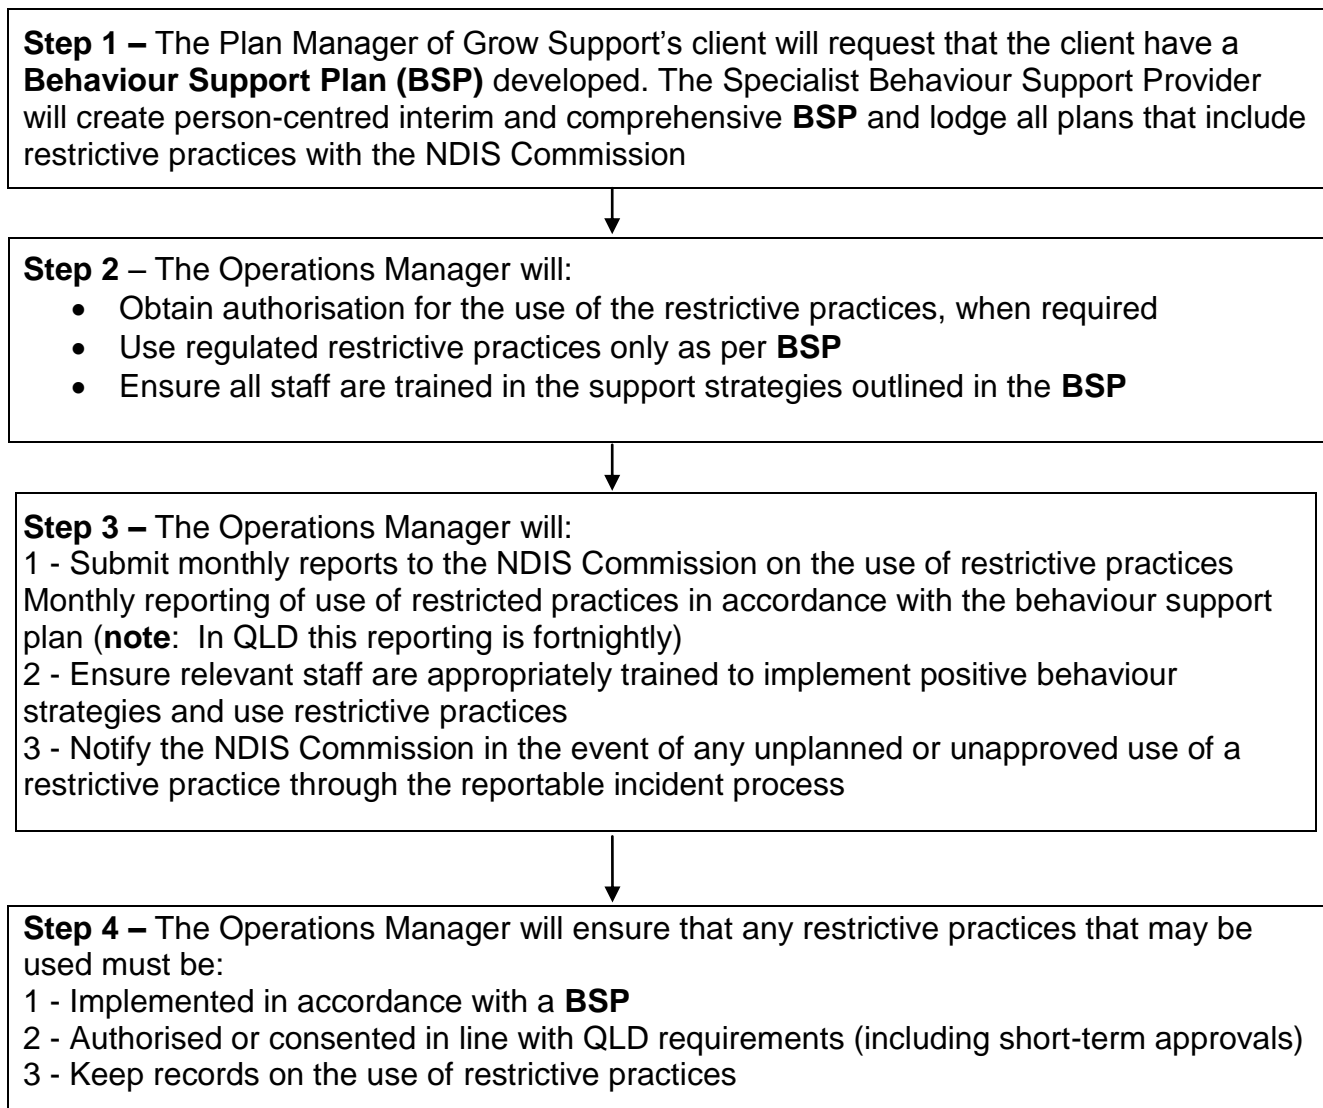 Step 1 – The Plan Manager of Grow Support's client will request that the client have a
Behaviour Support Plan (BSP) developed. The Specialist Behaviour Support Provider
will create person-centred interim and comprehensive BSP and lodge all plans that include
restrictive practices with the NDIS Commission
Step 2 – The Operations Manager will:
• Obtain authorisation for the use of the restrictive practices, when required
• Use regulated restrictive practices only as per BSP
• Ensure all staff are trained in the support strategies outlined in the BSP
Step 3 – The Operations Manager will:
1 - Submit monthly reports to the NDIS Commission on the use of restrictive practices
Monthly reporting of use of restricted practices in accordance with the behaviour support
plan (note:  In QLD this reporting is fortnightly)
2 - Ensure relevant staff are appropriately trained to implement positive behaviour
strategies and use restrictive practices
3 - Notify the NDIS Commission in the event of any unplanned or unapproved use of a
restrictive practice through the reportable incident process
Step 4 – The Operations Manager will ensure that any restrictive practices that may be
used must be:
1 - Implemented in accordance with a BSP
2 - Authorised or consented in line with QLD requirements (including short-term approvals)
3 - Keep records on the use of restrictive practices